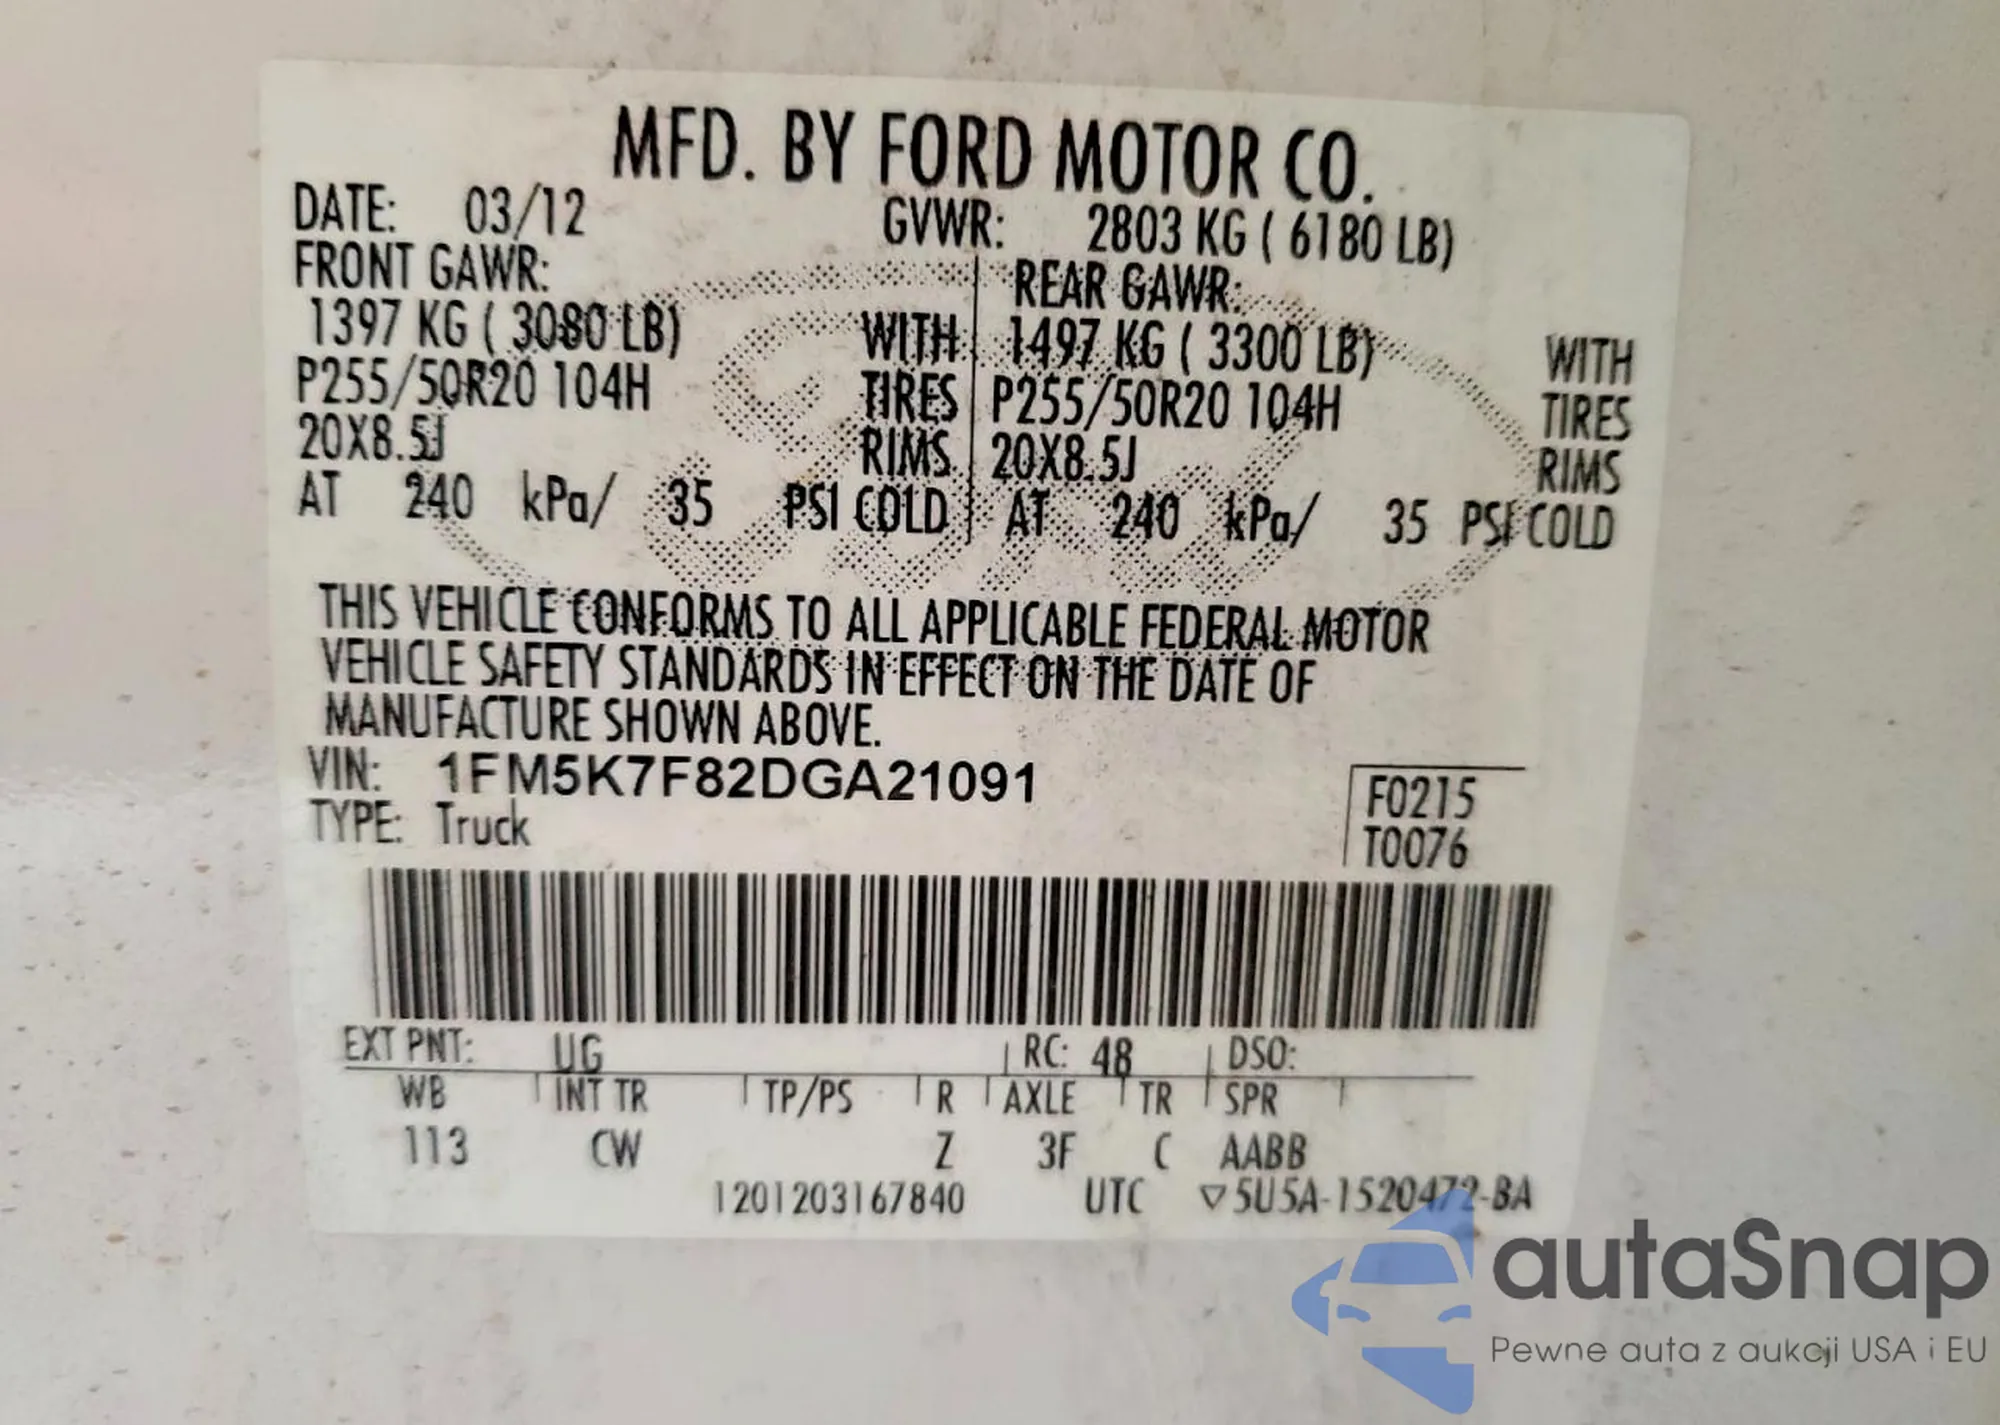 MFD. BY FORD MOTOR CO.
DATE: 03/12 GVWR: 2803 KG ( 6180 LB)
FRONT GAWR: REAR GAWR:
1397 KG ( 3080 LB) WITH 1497 KG ( 3300 LB) WITH
P255/50R20 104H TIRES P255/50R20 104H TIRES
20X8.5J RIMS 20X8.5J RIMS
AT 240 kPa/ 35 PSI COLD AT 240 kPa/ 35 PSI COLD
THIS VEHICLE CONFORMS TO ALL APPLICABLE FEDERAL MOTOR
VEHICLE SAFETY STANDARDS IN EFFECT ON THE DATE OF
MANUFACTURE SHOWN ABOVE.
VIN: 1FM5K7F82DGA21091
TYPE: Truck
F0215
T0076
EXT PNT: UG RC: 48 DSO:
WB INT TR TP/PS R AXLE TR SPR
113 CW Z 3F C AABB
1201203167840 UTC ▽5U5A-1520472-BA
autaSnap
Pewne auta z aukcji USA i EU